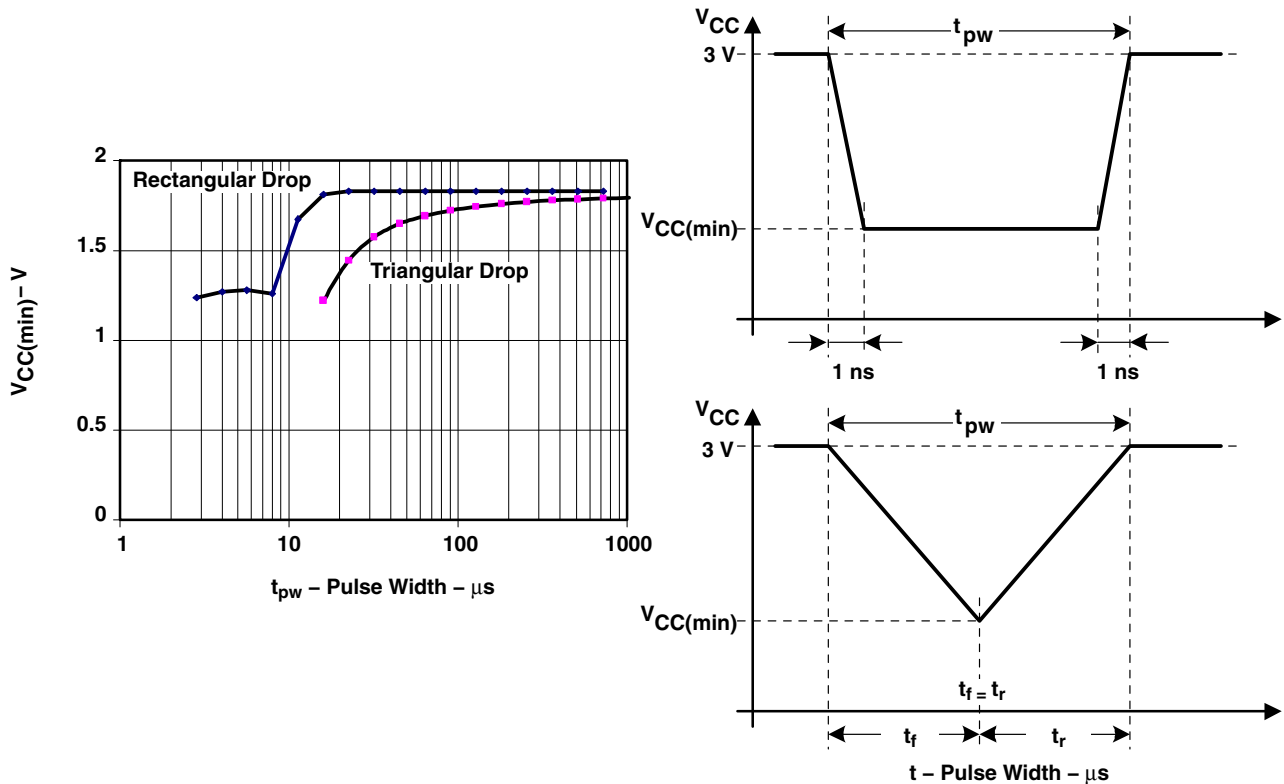 2
Rectangular Drop
1.5
Triangular Drop
1
0.5
0
VCC(min) – V
1
10
100
1000
tpw – Pulse Width – μs
VCC
tpw
3 V
VCC(min)
1 ns
1 ns
VCC
tpw
3 V
VCC(min)
tf = tr
tf
tr
t – Pulse Width – μs